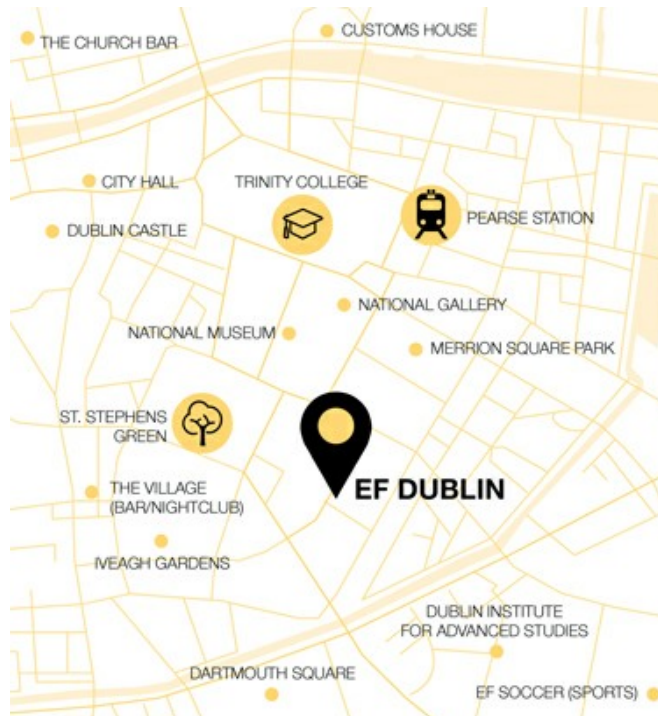 CUSTOMS HOUSE
THE CHURCH BAR
CITY HALL
TRINITY COLLEGE
PEARSE STATION
DUBLIN CASTLE
NATIONAL GALLERY
NATIONAL MUSEUM
MERRION SQUARE PARK
ST. STEPHENS
GREEN
EF DUBLIN
THE VILLAGE
(BAR/NIGHTCLUB)
IVEAGH GARDENS
DUBLIN INSTITUTE
FOR ADVANCED STUDIES
DARTMOUTH SQUARE
EF SOCCER (SPORTS)